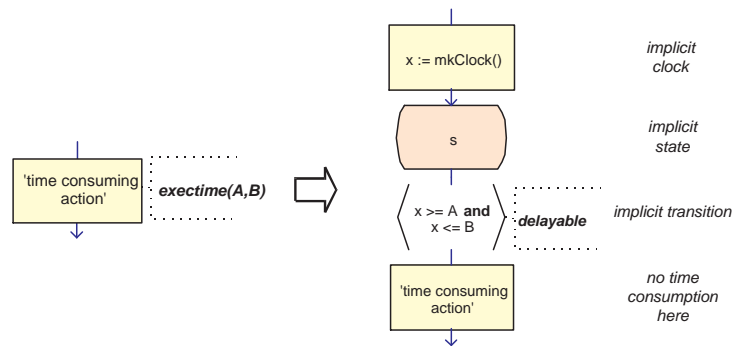 'time consuming
action'
exectime(A,B)
x := mkClock()
implicit
clock
s
implicit
state
x >= A and
x <= B
delayable
implicit transition
'time consuming
action'
no time
consumption
here